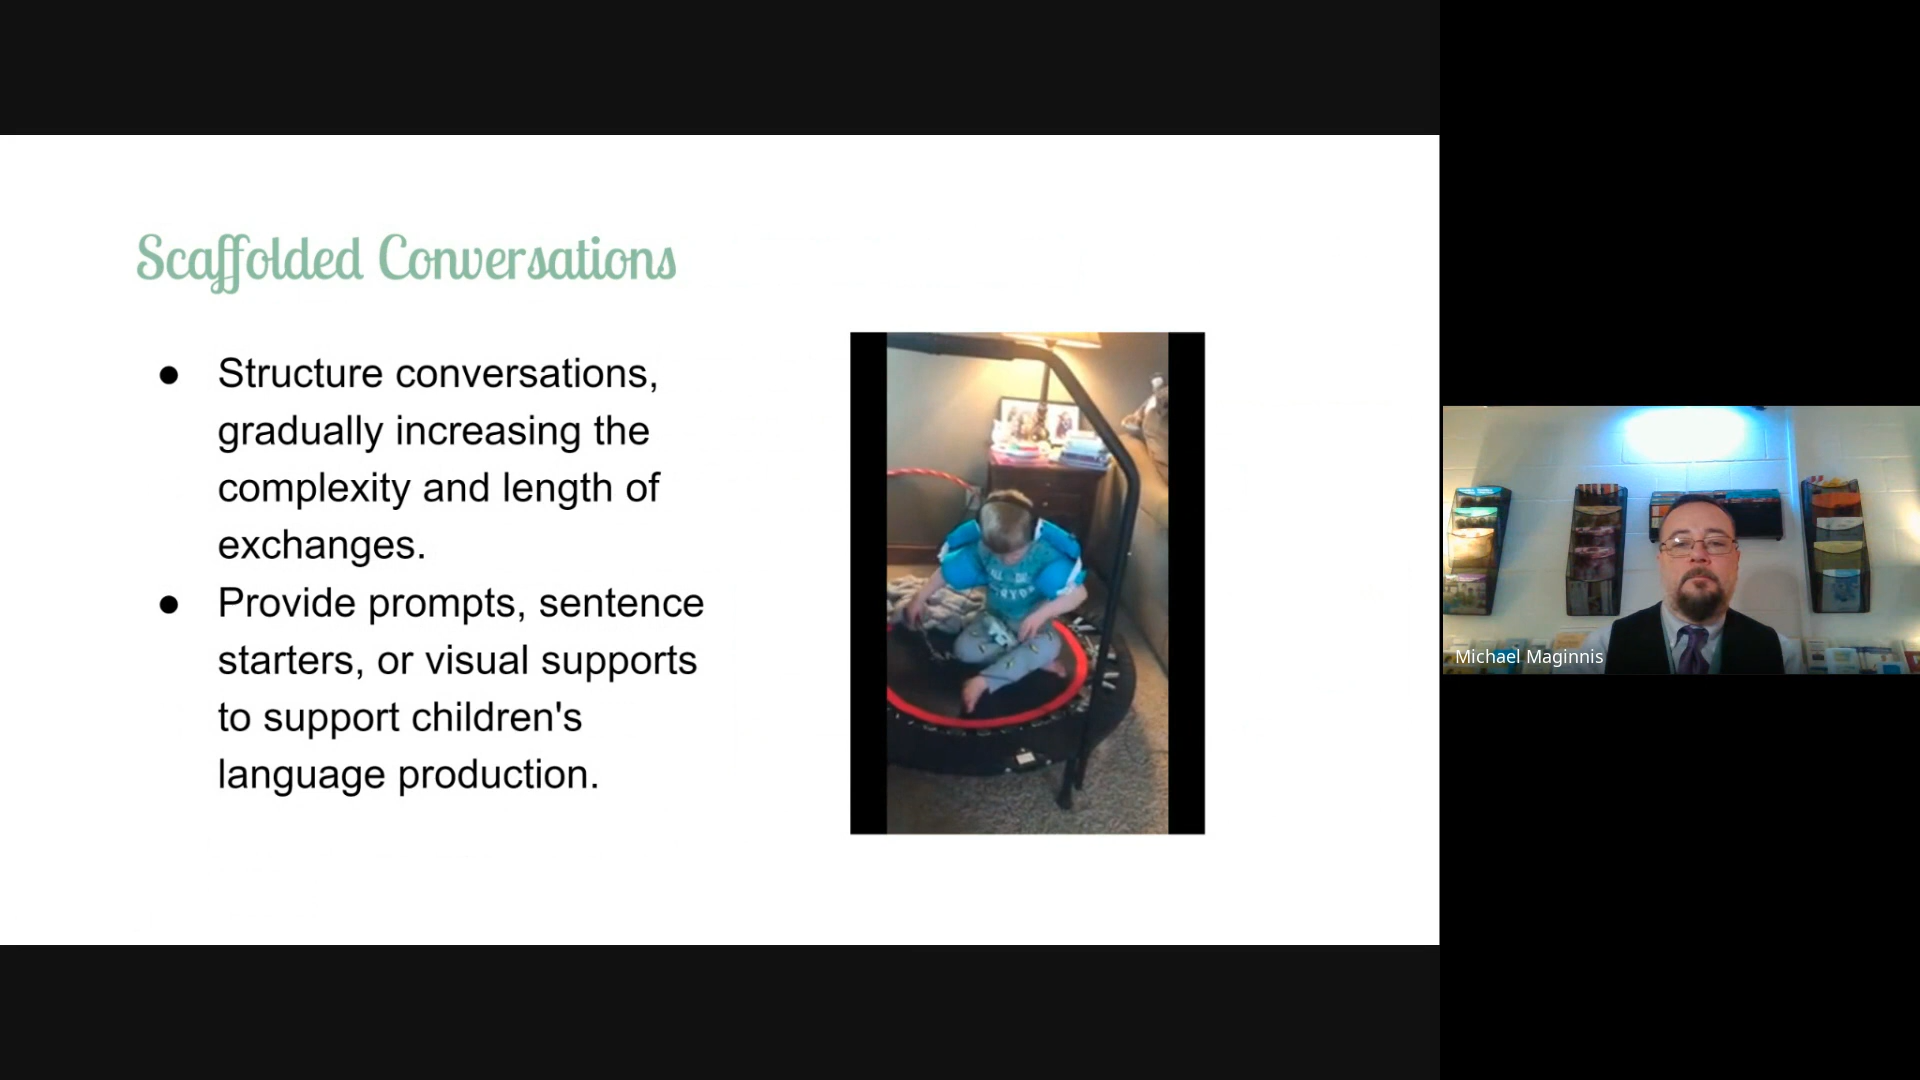 Scaffolded Conversations
● Structure conversations,
gradually increasing the
complexity and length of
exchanges.
● Provide prompts, sentence
starters, or visual supports
to support children's
language production.
Michael Maginnis